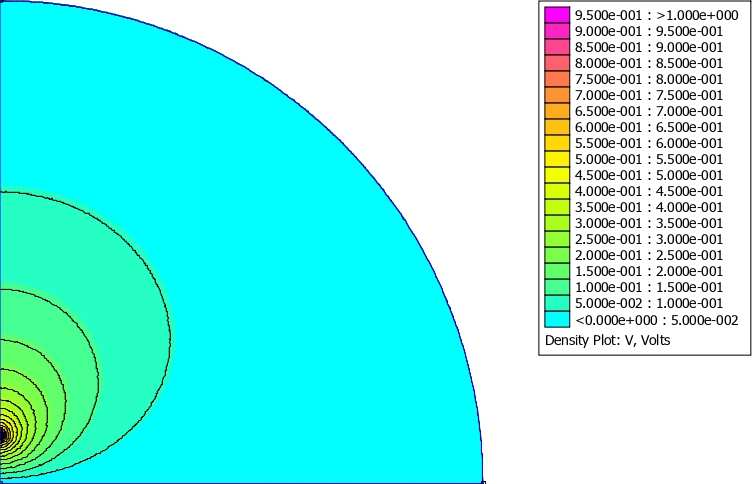 9.500e-001 : >1.000e+000
9.000e-001 : 9.500e-001
8.500e-001 : 9.000e-001
8.000e-001 : 8.500e-001
7.500e-001 : 8.000e-001
7.000e-001 : 7.500e-001
6.500e-001 : 7.000e-001
6.000e-001 : 6.500e-001
5.500e-001 : 6.000e-001
5.000e-001 : 5.500e-001
4.500e-001 : 5.000e-001
4.000e-001 : 4.500e-001
3.500e-001 : 4.000e-001
3.000e-001 : 3.500e-001
2.500e-001 : 3.000e-001
2.000e-001 : 2.500e-001
1.500e-001 : 2.000e-001
1.000e-001 : 1.500e-001
5.000e-002 : 1.000e-001
<0.000e+000 : 5.000e-002
Density Plot: V, Volts